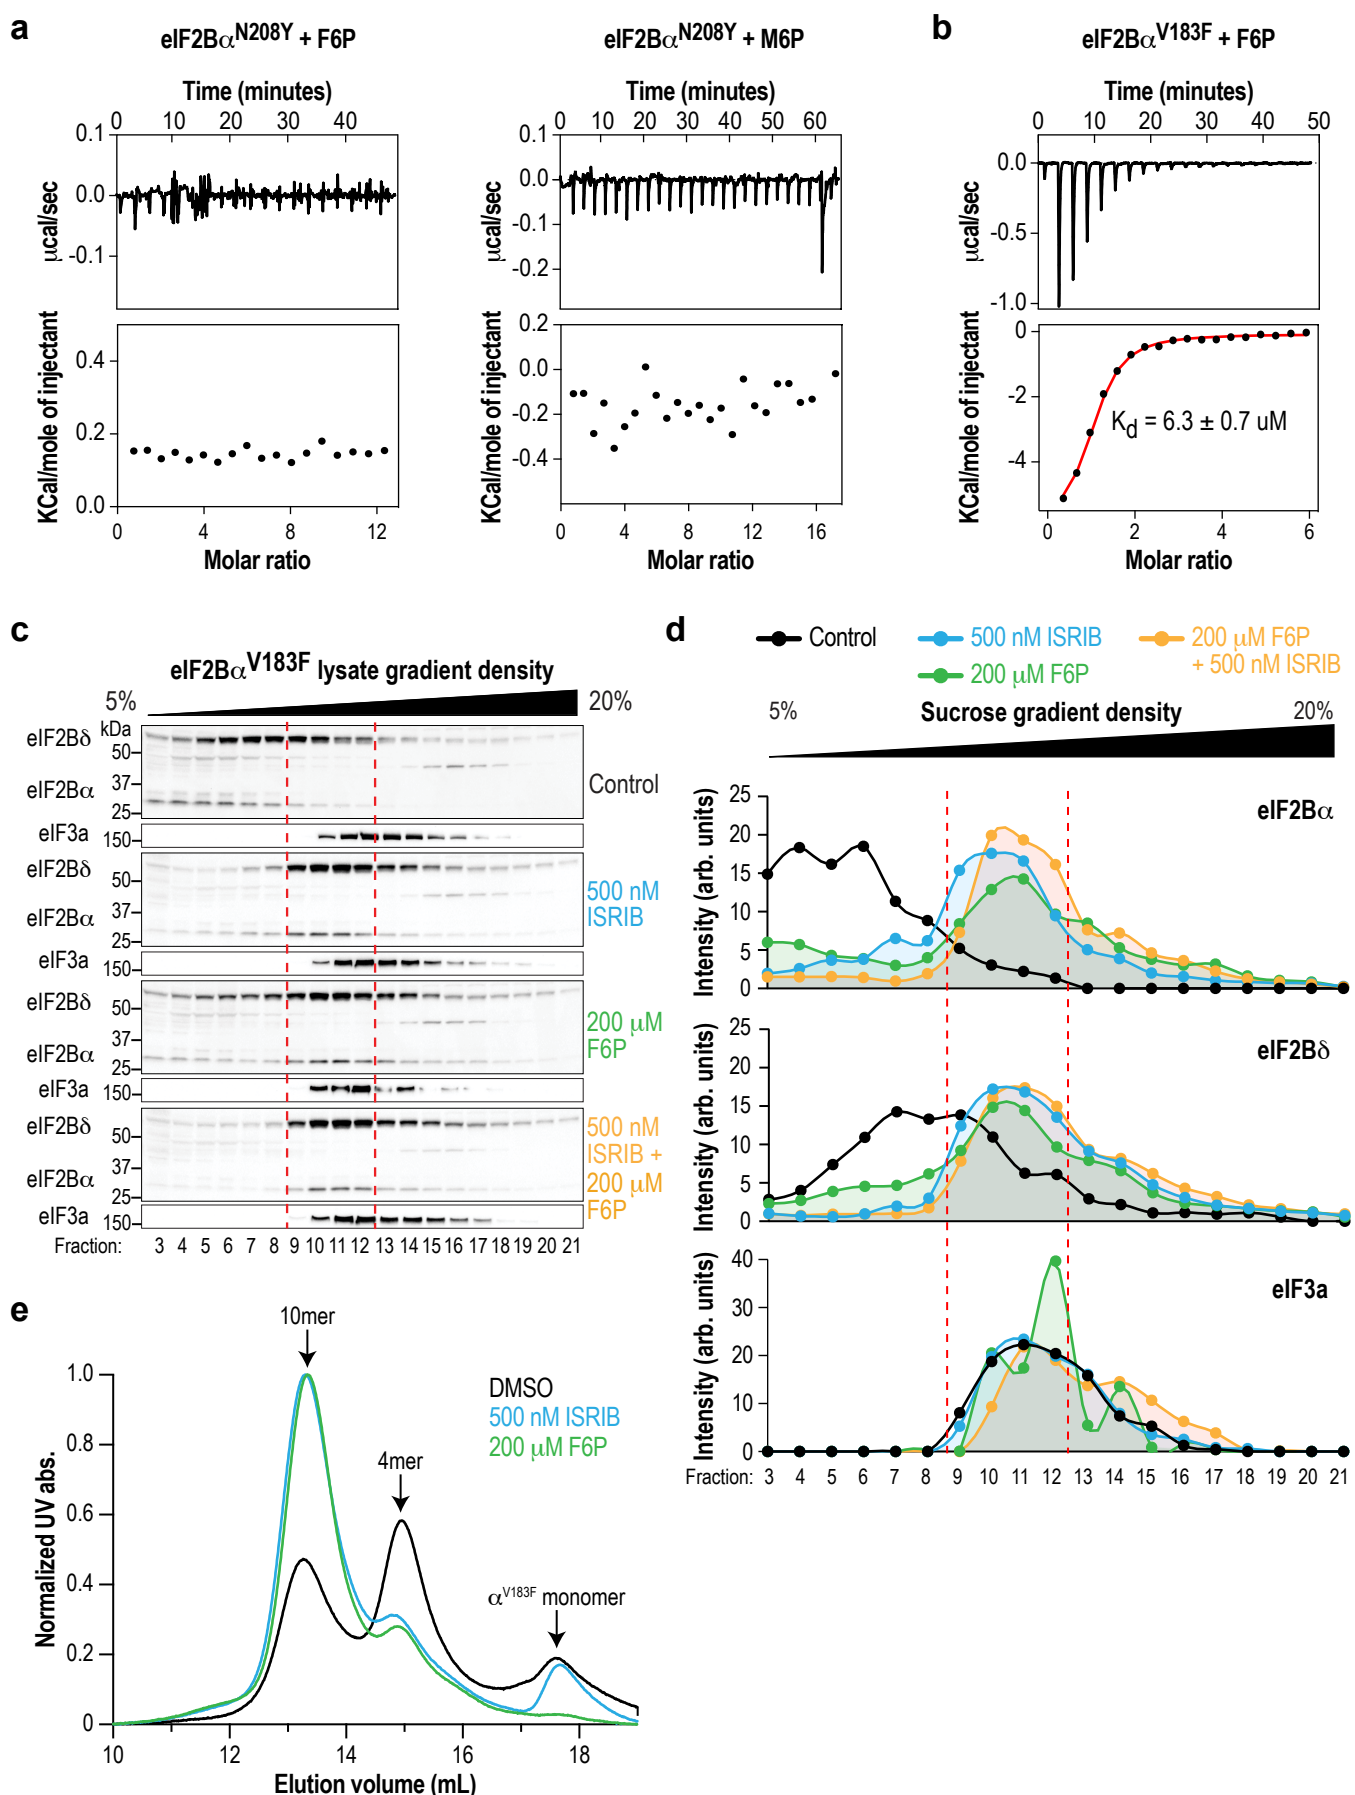 a
eIF2Bα^N208Y + F6P
Time (minutes)
0 10 20 30 40
0.1
0.0
-0.1
μcal/sec
0.4
0.2
0.0
KCal/mole of injectant
0 4 8 12
Molar ratio
eIF2Bα^N208Y + M6P
Time (minutes)
0 10 20 30 40 50 60
0.1
0.0
-0.1
-0.2
μcal/sec
0.2
0.0
-0.2
-0.4
KCal/mole of injectant
0 4 8 12 16
Molar ratio
b
eIF2Bα^V183F + F6P
Time (minutes)
0 10 20 30 40 50
0.0
-0.5
-1.0
μcal/sec
0
-2
-4
KCal/mole of injectant
Kd = 6.3 ± 0.7 uM
0 2 4 6
Molar ratio
c
eIF2Bα^V183F lysate gradient density
5%
20%
kDa
eIF2Bδ
50
37
eIF2Bα
25
Control
eIF3a 150
eIF2Bδ
50
37
eIF2Bα
25
500 nM
ISRIB
eIF3a 150
eIF2Bδ
50
37
eIF2Bα
25
200 μM
F6P
eIF3a 150
eIF2Bδ
50
37
eIF2Bα
25
500 nM
ISRIB +
200 μM
F6P
eIF3a 150
Fraction: 3 4 5 6 7 8 9 10 11 12 13 14 15 16 17 18 19 20 21
d
Control
500 nM ISRIB
200 μM F6P
200 μM F6P
+ 500 nM ISRIB
5% Sucrose gradient density 20%
eIF2Bα
25
20
15
10
5
0
Intensity (arb. units)
eIF2Bδ
25
20
15
10
5
0
Intensity (arb. units)
eIF3a
40
30
20
10
0
Intensity (arb. units)
Fraction: 3 4 5 6 7 8 9 10 11 12 13 14 15 16 17 18 19 20 21
e
10mer
4mer
α^V183F monomer
DMSO
500 nM ISRIB
200 μM F6P
1.0
0.8
0.6
0.4
0.2
0
Normalized UV abs.
10 12 14 16 18
Elution volume (mL)